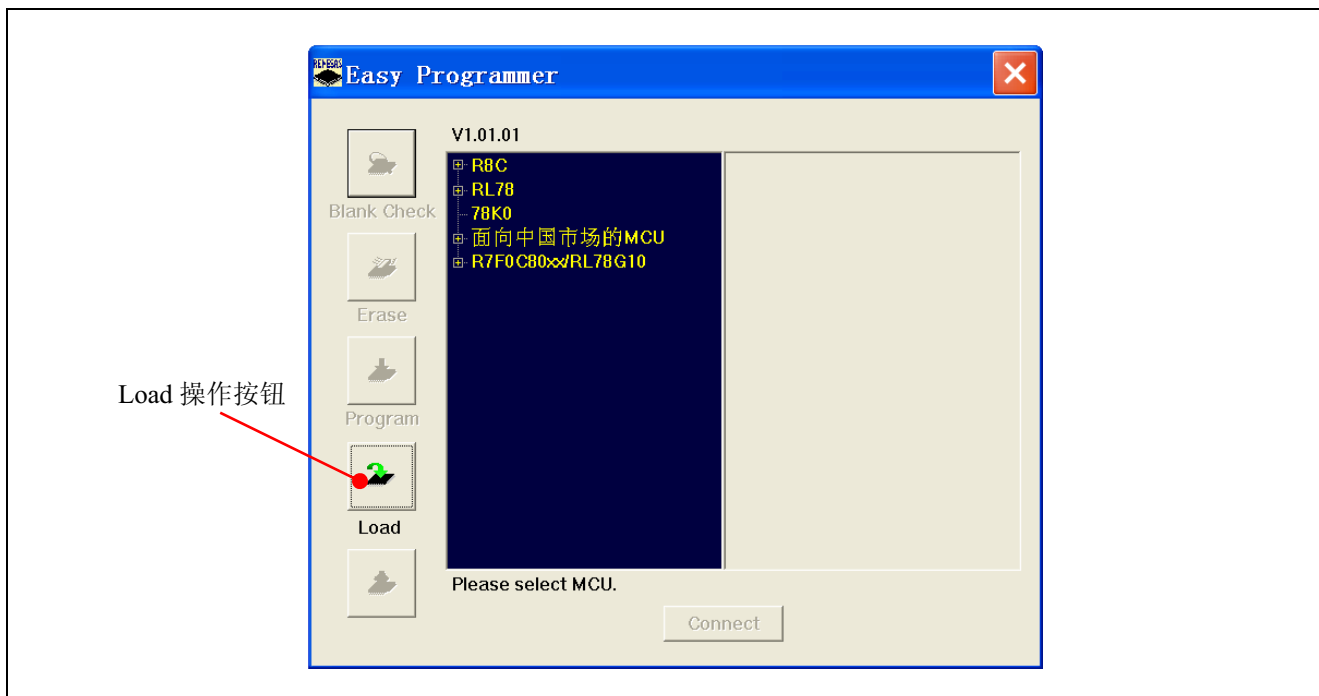 RENESAS
Easy Programmer
V1.01.01
R8C
Blank Check
RL78
78K0
面向中国市场的MCU
R7F0C80xx/RL78G10
Erase
Load 操作按钮
Program
Load
Please select MCU.
Connect